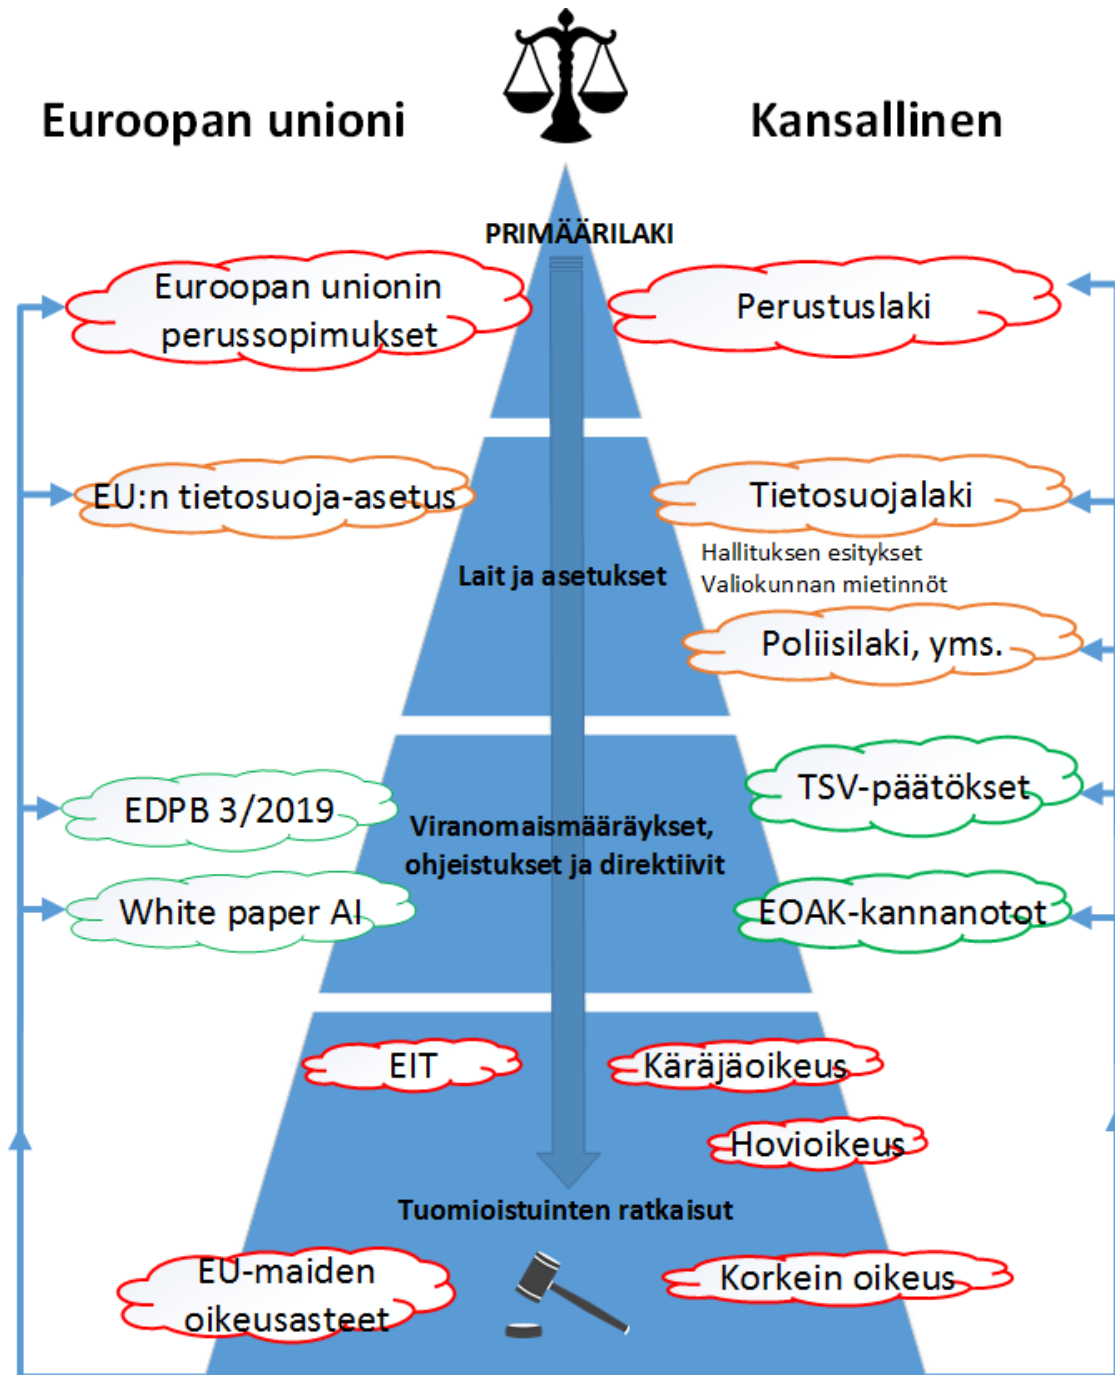 Euroopan unioni
Kansallinen
PRIMÄÄRILAKI
Euroopan unionin
perussopimukset
Perustuslaki
EU:n tietosuoja-asetus
Tietosuojalaki
Hallituksen esitykset
Valiokunnan mietinnöt
Lait ja asetukset
Poliisilaki, yms.
EDPB 3/2019
TSV-päätökset
Viranomaismääräykset,
ohjeistukset ja direktiivit
White paper AI
EOAK-kannanotot
EIT
Käräjäoikeus
Hovioikeus
Tuomioistuinten ratkaisut
EU-maiden
oikeusasteet
Korkein oikeus